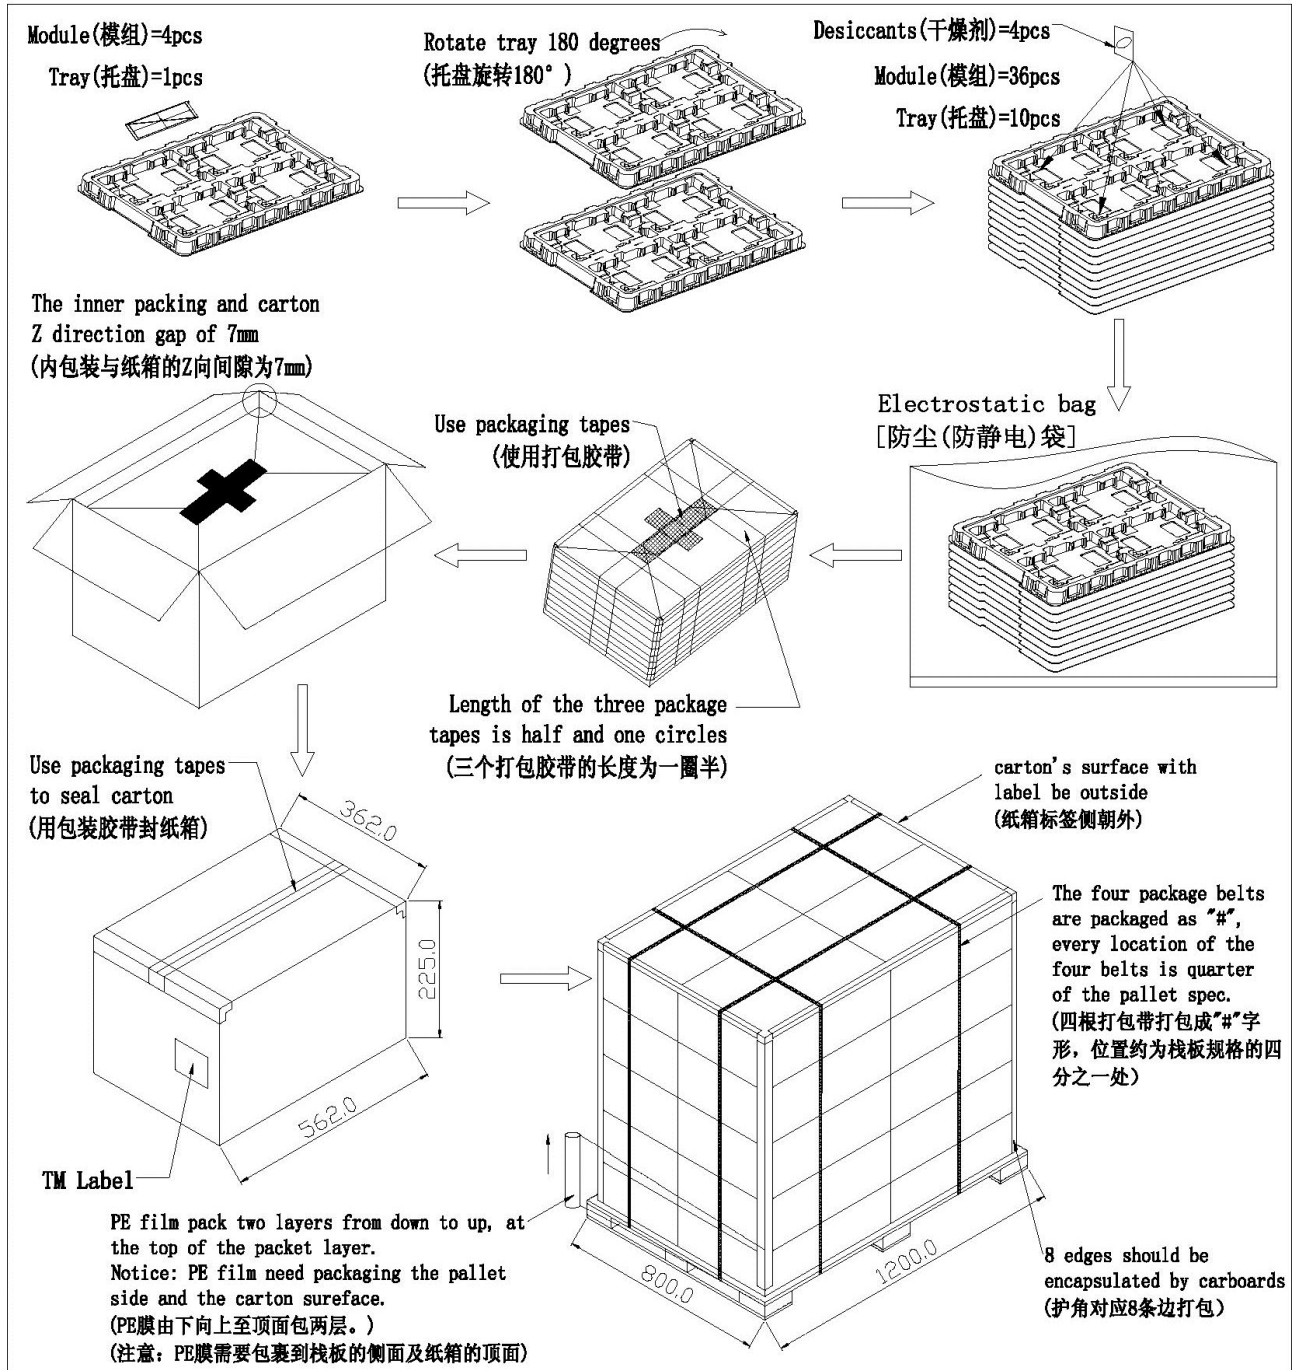 Module(模组)=4pcs
Tray(托盘)=1pcs
Rotate tray 180 degrees
(托盘旋转180°)
Desiccants(干燥剂)=4pcs
Module(模组)=36pcs
Tray(托盘)=10pcs
The inner packing and carton
Z direction gap of 7mm
(内包装与纸箱的Z向间隙为7mm)
Use packaging tapes
(使用打包胶带)
Electrostatic bag
[防尘(防静电)袋]
Length of the three package
tapes is half and one circles
(三个打包胶带的长度为一圈半)
Use packaging tapes
to seal carton
(用包装胶带封纸箱)
362.0
225.0
562.0
TM Label
carton's surface with
label be outside
(纸箱标签侧朝外)
The four package belts
are packaged as "#",
every location of the
four belts is quarter
of the pallet spec.
(四根打包带打包成"#"字
形，位置约为栈板规格的四
分之一处)
PE film pack two layers from down to up, at
the top of the packet layer.
Notice: PE film need packaging the pallet
side and the carton sureface.
(PE膜由下向上至顶面包两层。)
(注意：PE膜需要包裹到栈板的侧面及纸箱的顶面)
800.0
1200.0
8 edges should be
encapsulated by carboards
(护角对应8条边打包)